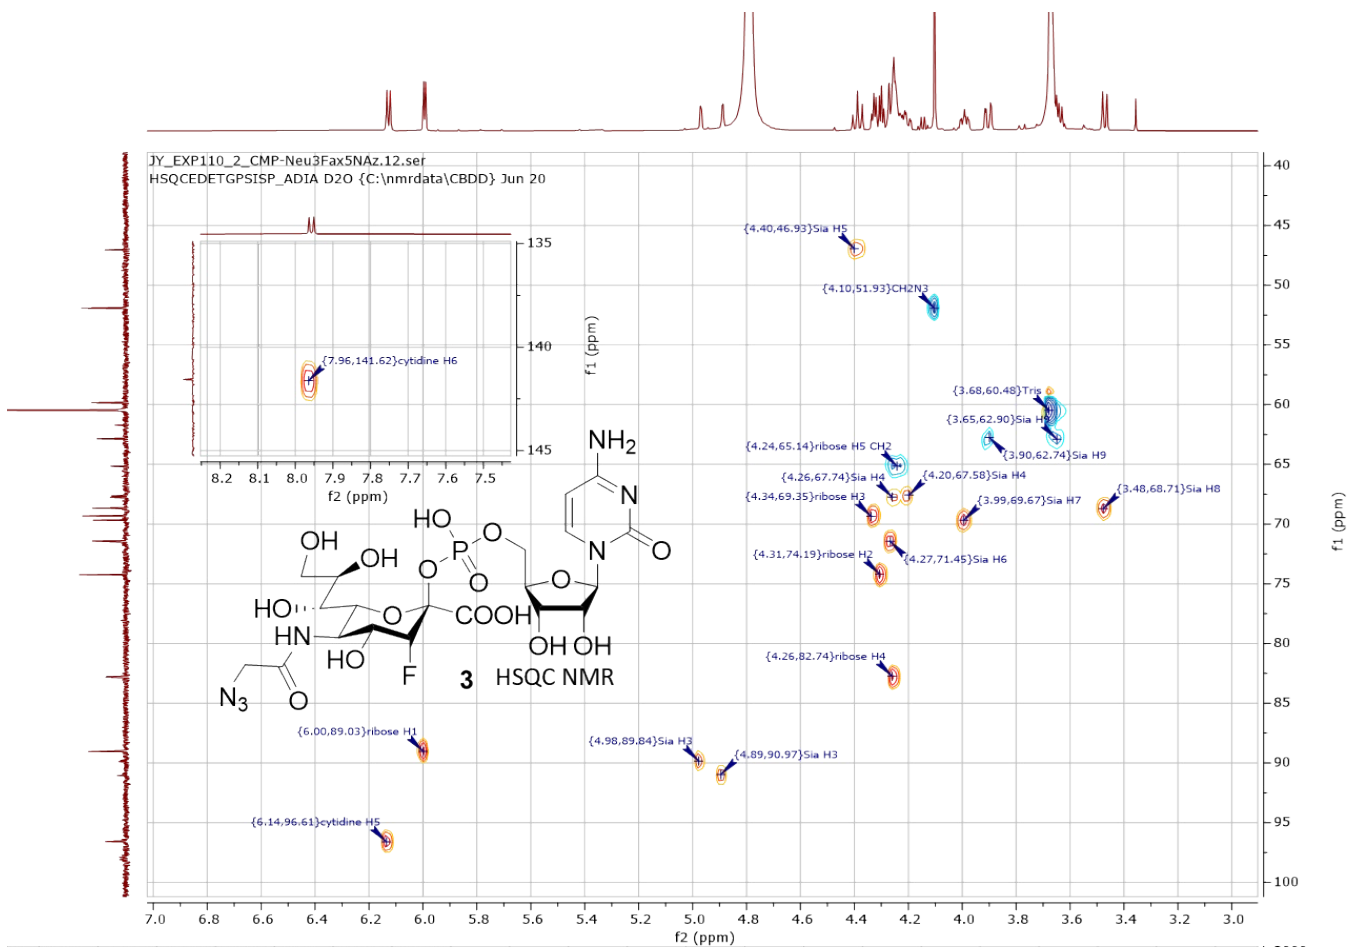 JY_EXP110_2_CMP-Neu3Fax5NAz.12.ser
HSQCEDETGPSISP_ADIA D2O {C:\nmrdata\CBDD} Jun 20
40
45
50
55
60
65
70
75
80
85
90
95
100
f1 (ppm)
{4.40,46.93}Sia H5
{4.10,51.93}CH2N3
{3.68,60.48}Tris
{3.65,62.90}Sia H9
{3.90,62.74}Sia H9
{4.24,65.14}ribose H5 CH2
{4.26,67.74}Sia H4
{4.20,67.58}Sia H4
{4.34,69.35}ribose H3
{3.99,69.67}Sia H7
{3.48,68.71}Sia H8
{4.31,74.19}ribose H2
{4.27,71.45}Sia H6
{4.26,82.74}ribose H4
{6.00,89.03}ribose H1
{4.98,89.84}Sia H3
{4.89,90.97}Sia H3
{6.14,96.61}cytidine H5
135
140
145
f1 (ppm)
{7.96,141.62}cytidine H6
8.2 8.1 8.0 7.9 7.8 7.7 7.6 7.5
f2 (ppm)
NH2
N
N
O
HO
O
P
O
O
O
OH
OH
HO
O
COOH
HN
HO
F
OH OH
N3
O
3 HSQC NMR
7.0 6.8 6.6 6.4 6.2 6.0 5.8 5.6 5.4 5.2 5.0 4.8 4.6 4.4 4.2 4.0 3.8 3.6 3.4 3.2 3.0
f2 (ppm)